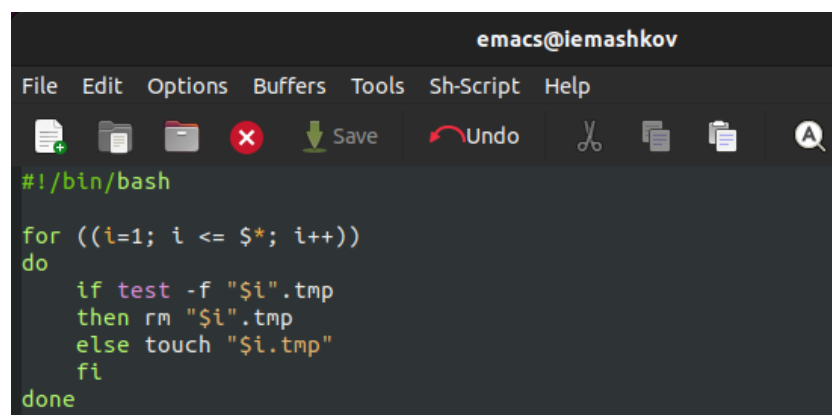 emacs@iemashkov
File Edit Options Buffers Tools Sh-Script Help
Save Undo
#!/bin/bash
for ((i=1; i <= $*; i++))
do
    if test -f "$i".tmp
    then rm "$i".tmp
    else touch "$i.tmp"
    fi
done